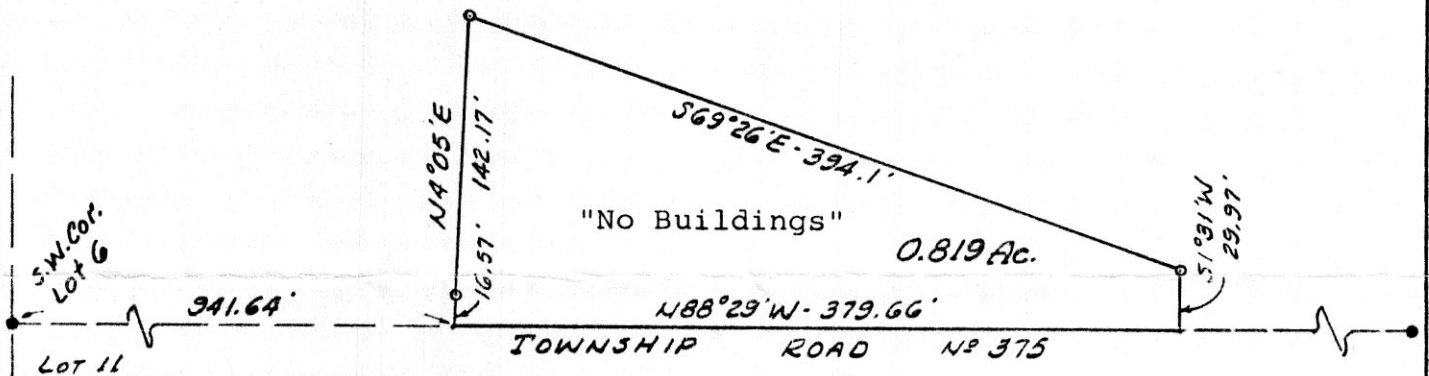 N4°05'E 142.17'
16.57'
S69°26'E - 394.1'
"No Buildings"
0.819 Ac.
S1°31'W
29.97'
S.W. Cor.
Lot 6
941.64'
N88°29'W - 379.66'
TOWNSHIP ROAD Nº 375
LOT 11